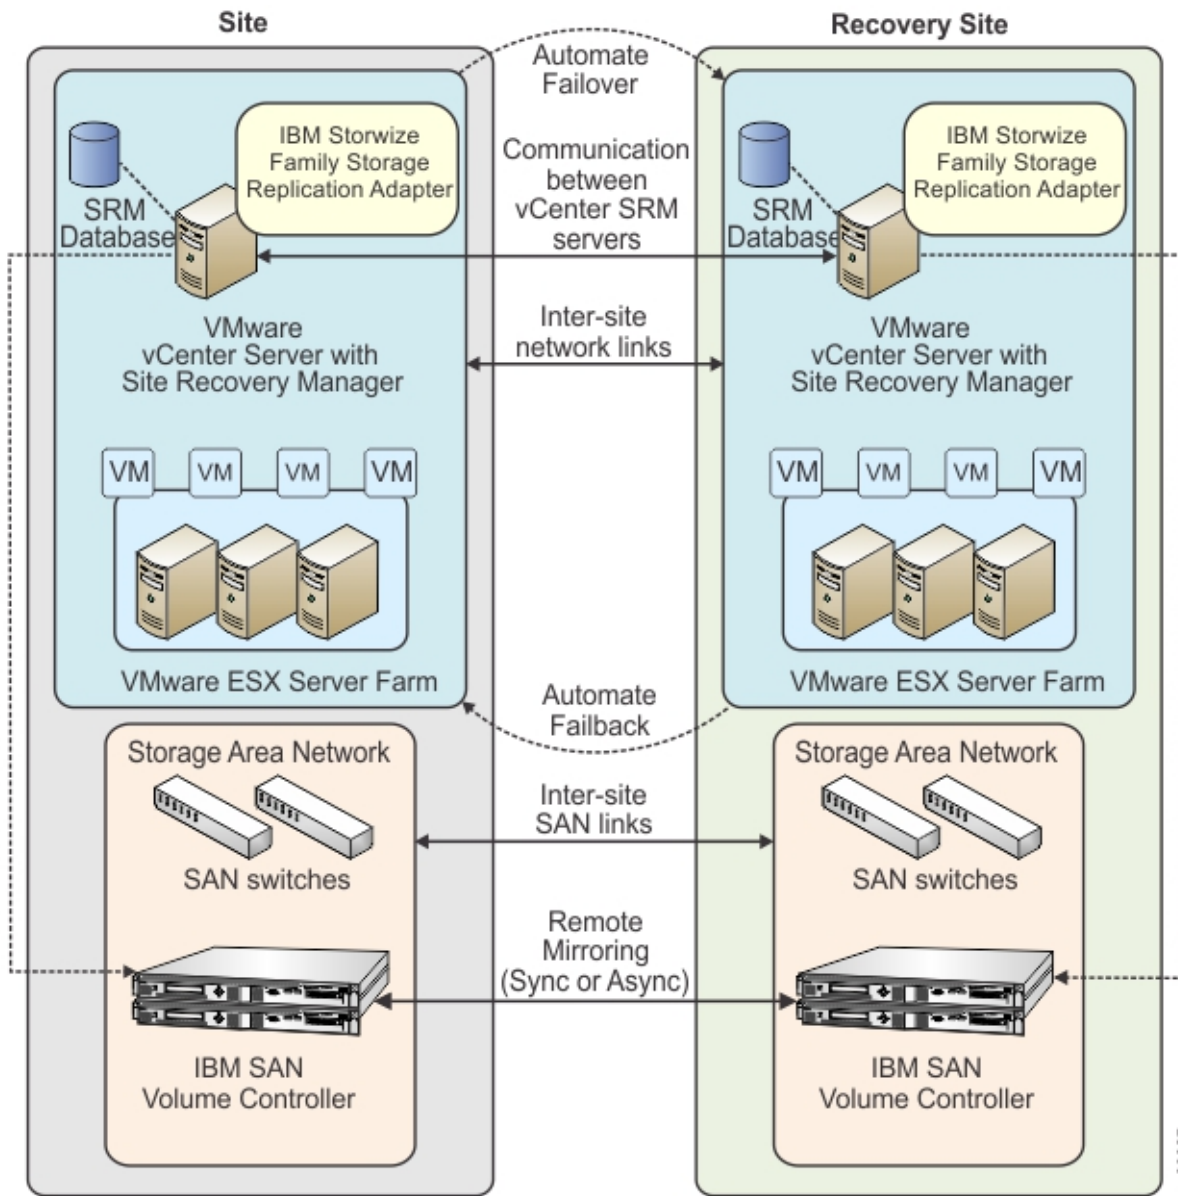 Site
Recovery Site
Automate
Failover
IBM Storwize
Family Storage
Replication Adapter
SRM
Database
VMware
vCenter Server with
Site Recovery Manager
VM
VM
VM
VM
VMware ESX Server Farm
Storage Area Network
SAN switches
IBM SAN
Volume Controller
Communication
between
vCenter SRM
servers
Inter-site
network links
Automate
Failback
Inter-site
SAN links
Remote
Mirroring
(Sync or Async)
IBM Storwize
Family Storage
Replication Adapter
SRM
Database
VMware
vCenter Server with
Site Recovery Manager
VM
VM
VM
VM
VMware ESX Server Farm
Storage Area Network
SAN switches
IBM SAN
Volume Controller